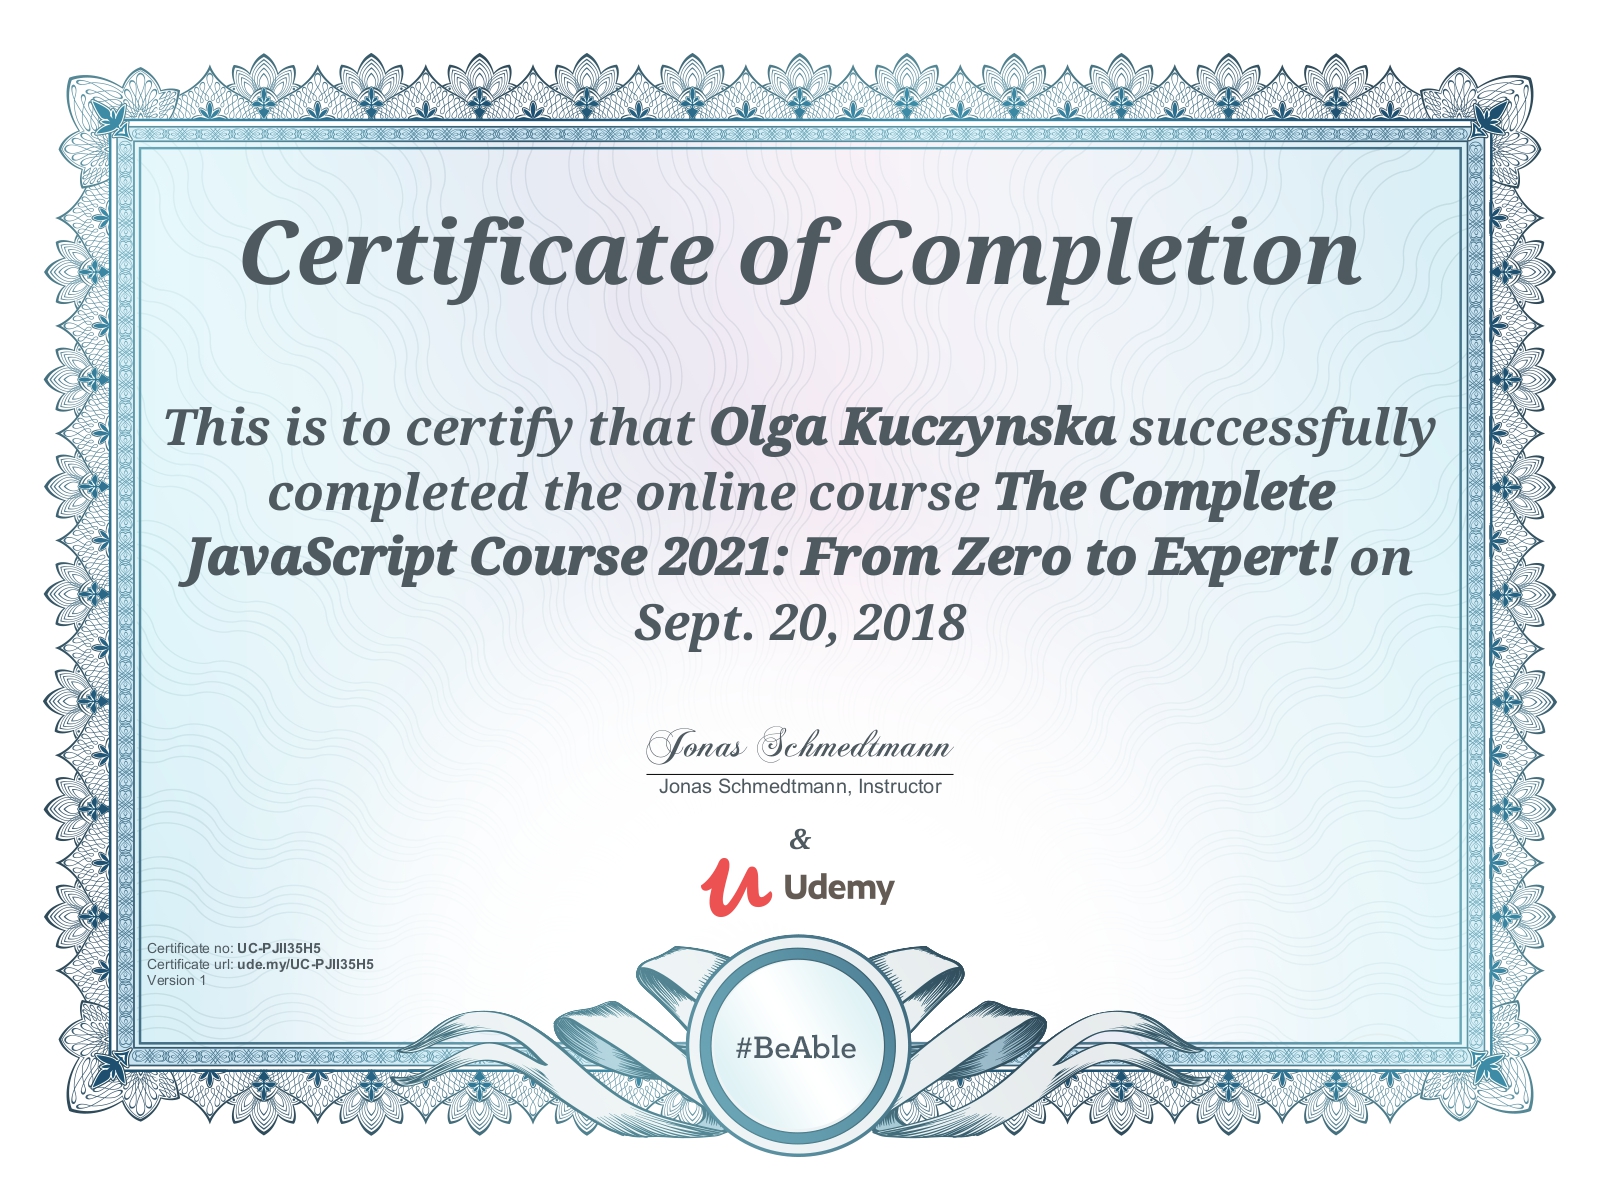 Certificate of Completion
This is to certify that Olga Kuczynska successfully
completed the online course The Complete
JavaScript Course 2021: From Zero to Expert! on
Sept. 20, 2018
Jonas Schmedtmann
Jonas Schmedtmann, Instructor
&
Udemy
Certificate no: UC-PJII35H5
Certificate url: ude.my/UC-PJII35H5
Version 1
#BeAble